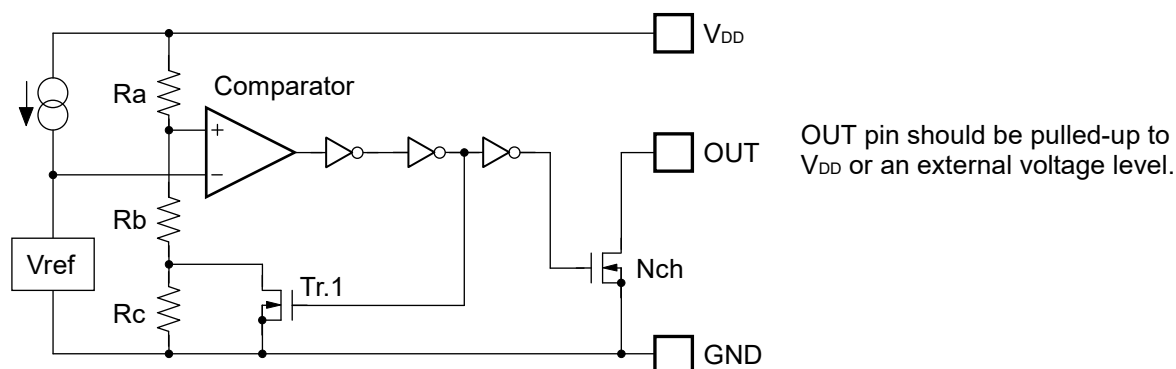 VDD
Ra
Comparator
+
−
OUT
OUT pin should be pulled-up to
VDD or an external voltage level.
Rb
Vref
Tr.1
Nch
Rc
GND